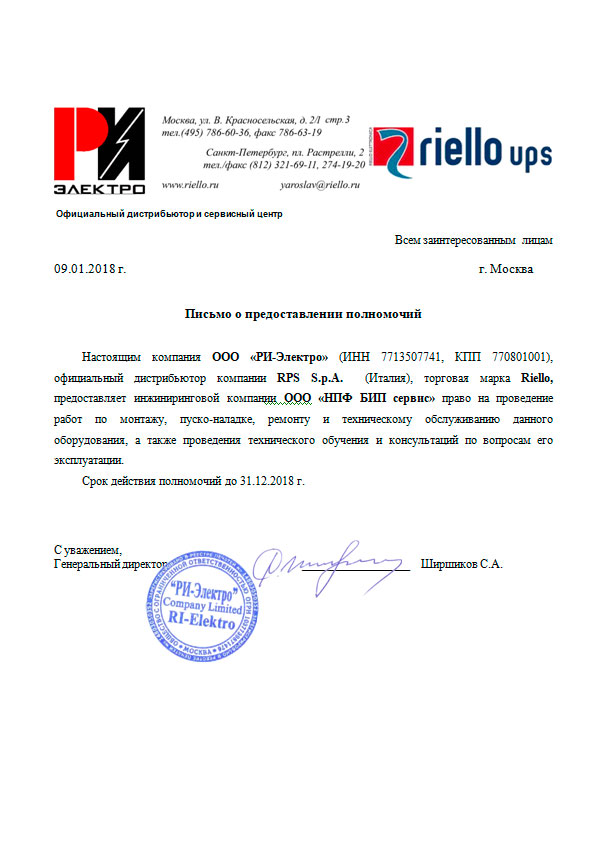 РИ
ЭЛЕКТРО
Москва, ул. В. Красносельская, д. 2/1 стр.3
тел.(495) 786-60-36, факс 786-63-19
Санкт-Петербург, пл. Растрелли, 2
тел./факс (812) 321-69-11, 274-19-20
www.riello.ru yaroslav@riello.ru
riello ups
Официальный дистрибьютор и сервисный центр
Всем заинтересованным лицам
09.01.2018 г. г. Москва
Письмо о предоставлении полномочий
Настоящим компания ООО «РИ-Электро» (ИНН 7713507741, КПП 770801001),
официальный дистрибьютор компании RPS S.p.A. (Италия), торговая марка Riello,
предоставляет инжиниринговой компании ООО «НПФ БИП сервис» право на проведение
работ по монтажу, пуско-наладке, ремонту и техническому обслуживанию данного
оборудования, а также проведения технического обучения и консультаций по вопросам его
эксплуатации.
Срок действия полномочий до 31.12.2018 г.
С уважением,
Генеральный директор Ширшиков С.А.
"РИ-Электро"
Company Limited
RI-Elektro
ОБЩЕСТВО С ОГРАНИЧЕННОЙ ОТВЕТСТВЕННОСТЬЮ
МОСКВА